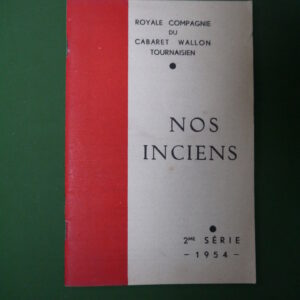 ROYALE COMPAGNIE
DU
CABARET WALLON
TOURNAISIEN
NOS
INCIENS
2ME SÉRIE
- 1954 -